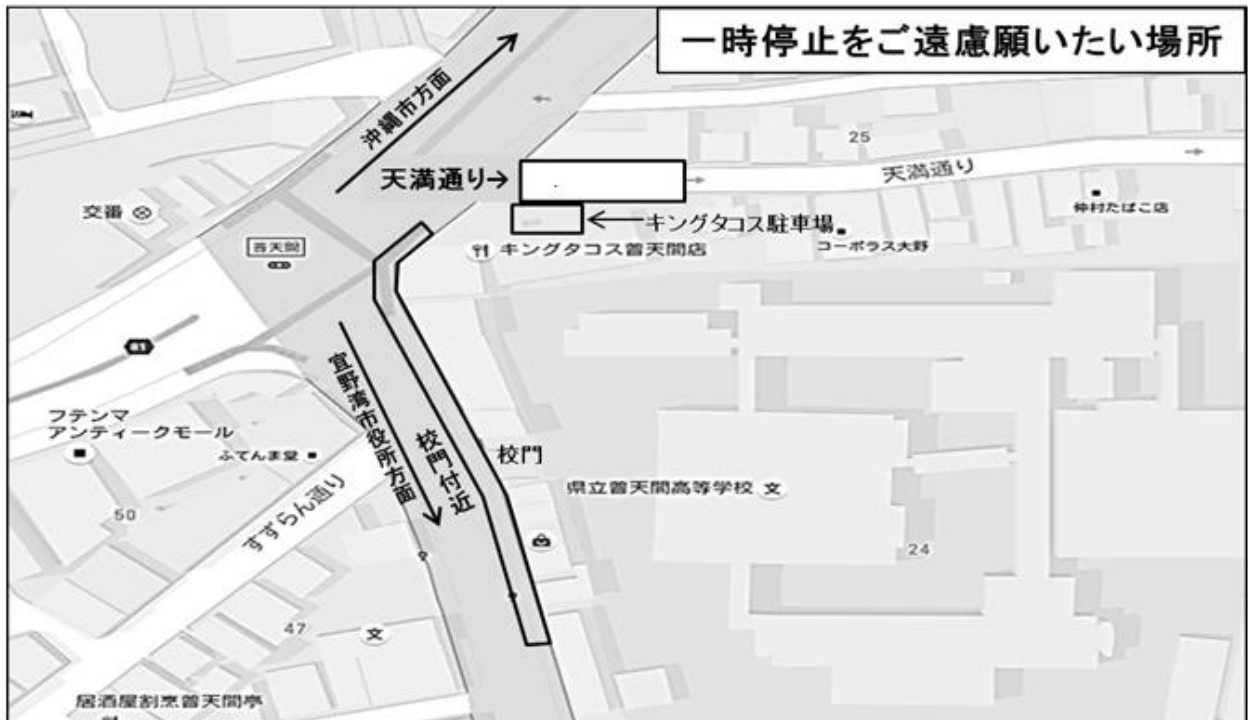 一時停止をご遠慮願いたい場所
沖縄市方面
25
天満通り→
天満通り
交番
仲村たばこ店
キングタコス駐車場
普天間
キングタコス普天間店
コーポラス大野
81
宜野湾市役所方面
校門付近
フテンマ
アンティークモール
ふてんま堂
校門
県立普天間高等学校 文
50
すずらん通り
24
47
文
居酒屋割烹普天間亭